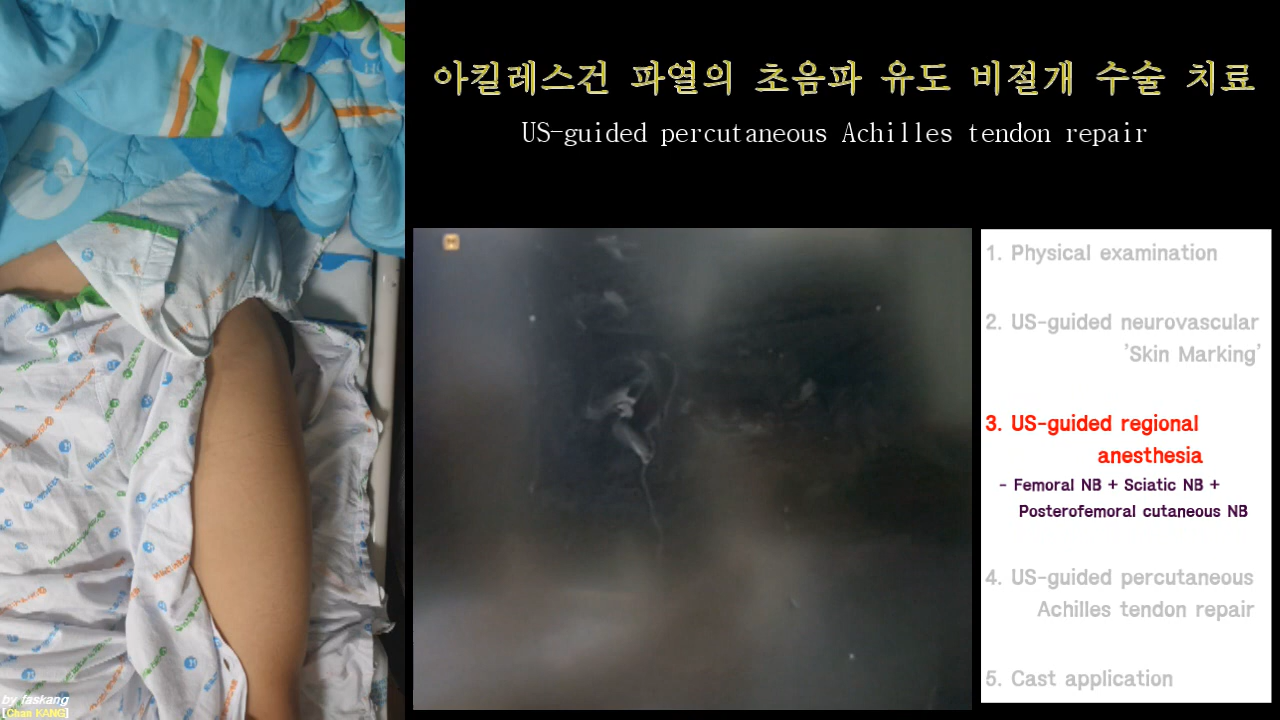 아킬레스건 파열의 초음파 유도 비절개 수술 치료
US-guided percutaneous Achilles tendon repair
1. Physical examination
2. US-guided neurovascular
'Skin Marking'
3. US-guided regional
anesthesia
- Femoral NB + Sciatic NB +
Posterofemoral cutaneous NB
4. US-guided percutaneous
Achilles tendon repair
5. Cast application
by faskang
[Chan KANG]